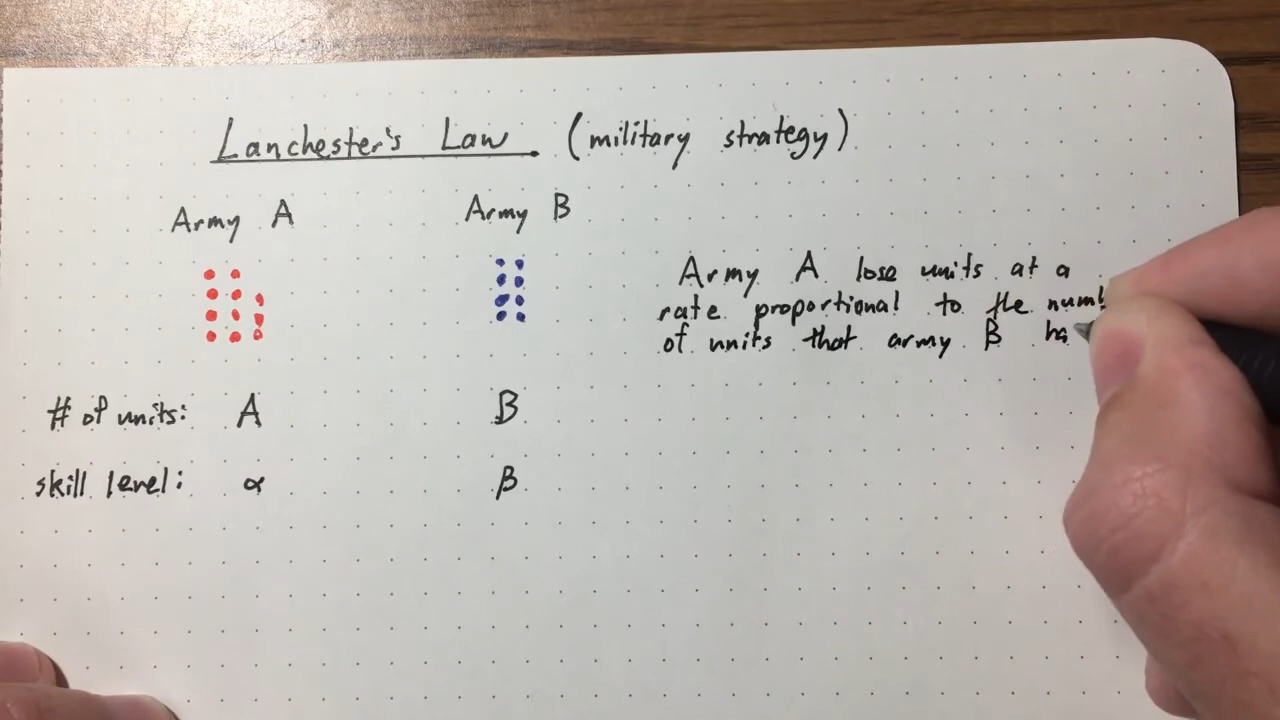 Lanchester's Law (military strategy)
Army A Army B
Army A lose units at a
rate proportional to the
of units that army B
# of units: A B
skill level: α β